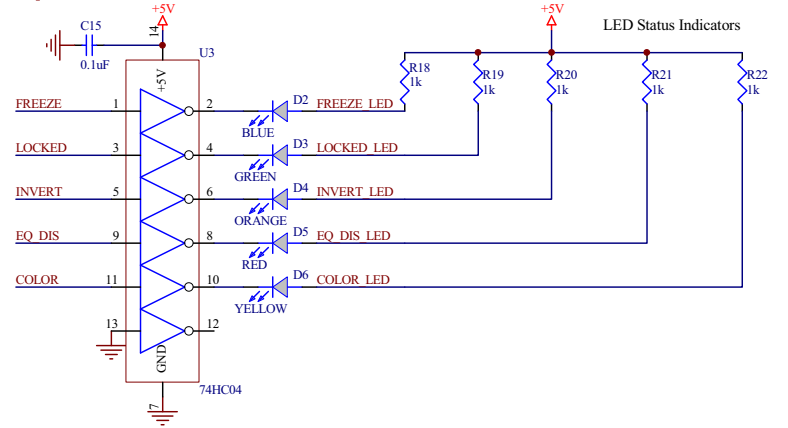 +5V
+5V
LED Status Indicators
C15
0.1uF
14
U3
+5V
R18
1k
R19
1k
R20
1k
R21
1k
R22
1k
FREEZE
1
2
D2
FREEZE_LED
BLUE
LOCKED
3
4
D3
LOCKED_LED
GREEN
INVERT
5
6
D4
INVERT_LED
ORANGE
EQ_DIS
9
8
D5
EQ_DIS_LED
RED
COLOR
11
10
D6
COLOR_LED
YELLOW
13
12
GND
74HC04
7